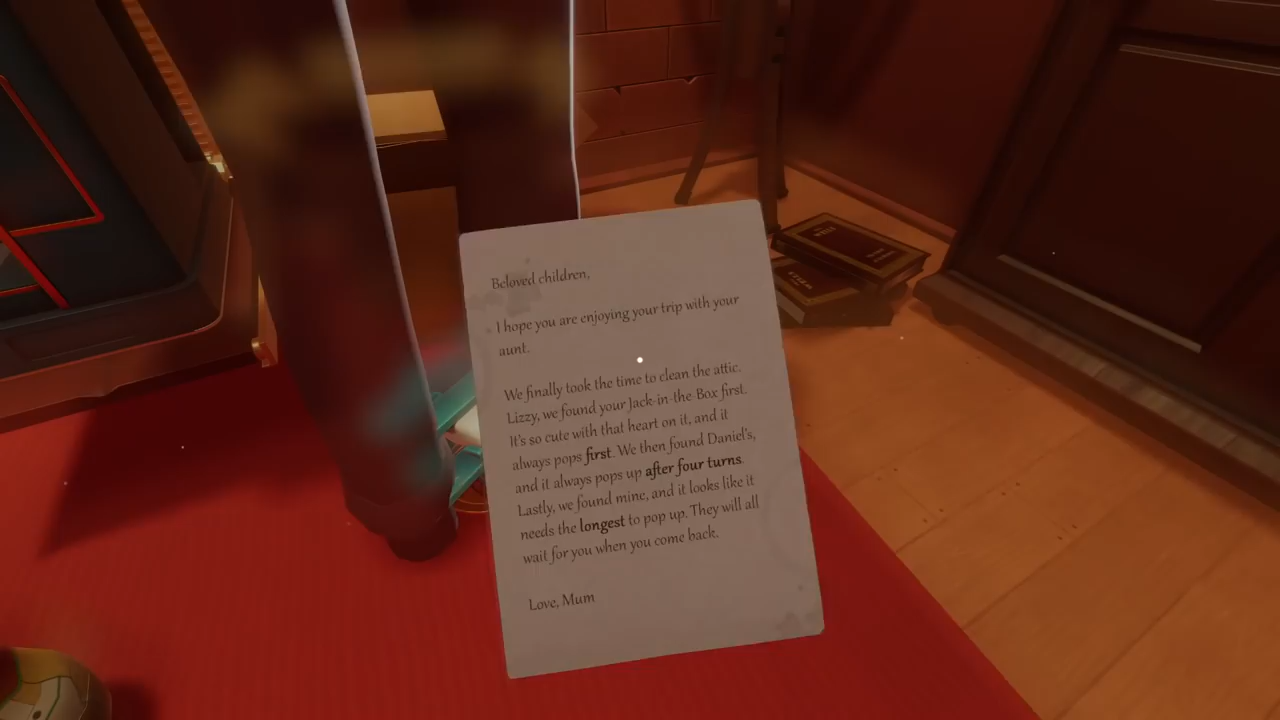 Beloved children,
I hope you are enjoying your trip with your
aunt.
We finally took the time to clean the attic.
Lizzy, we found your Jack-in-the-Box first.
It's so cute with that heart on it, and it
always pops first. We then found Daniel's,
and it always pops up after four turns.
Lastly, we found mine, and it looks like it
needs the longest to pop up. They will all
wait for you when you come back.
Love, Mum